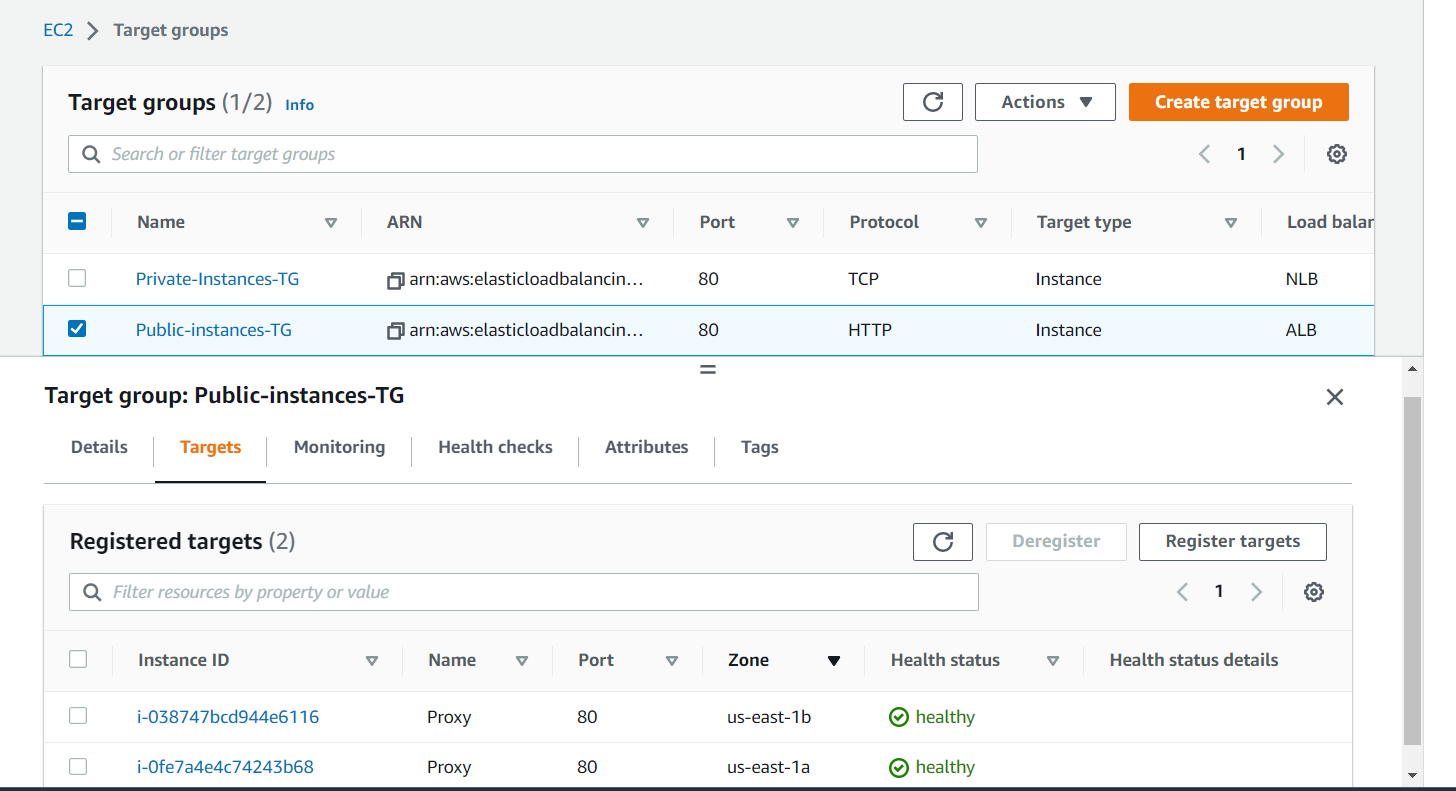 EC2 > Target groups
Target groups (1/2) Info
Actions
Create target group
Search or filter target groups
1
Name ARN Port Protocol Target type Load balan
Private-Instances-TG arn:aws:elasticloadbalancin… 80 TCP Instance NLB
Public-instances-TG arn:aws:elasticloadbalancin… 80 HTTP Instance ALB
Target group: Public-instances-TG
Details Targets Monitoring Health checks Attributes Tags
Registered targets (2)
Deregister
Register targets
Filter resources by property or value
1
Instance ID Name Port Zone Health status Health status details
i-038747bcd944e6116 Proxy 80 us-east-1b healthy
i-0fe7a4e4c74243b68 Proxy 80 us-east-1a healthy